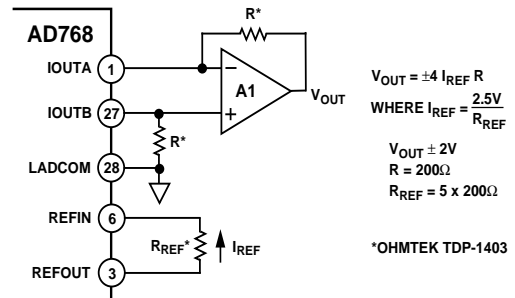 AD768
IOUTA
1
IOUTB
27
LADCOM
28
REFIN
6
REFOUT
3
R*
A1
−
+
VOUT
R*
RREF*
IREF
VOUT = ±4 IREF R
WHERE IREF = 2.5V
RREF
VOUT ± 2V
R = 200Ω
RREF = 5 x 200Ω
*OHMTEK TDP-1403